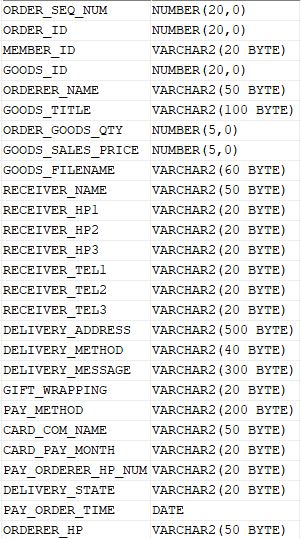 ORDER_SEQ_NUM NUMBER(20,0)
ORDER_ID NUMBER(20,0)
MEMBER_ID VARCHAR2(20 BYTE)
GOODS_ID NUMBER(20,0)
ORDERER_NAME VARCHAR2(50 BYTE)
GOODS_TITLE VARCHAR2(100 BYTE)
ORDER_GOODS_QTY NUMBER(5,0)
GOODS_SALES_PRICE NUMBER(5,0)
GOODS_FILENAME VARCHAR2(60 BYTE)
RECEIVER_NAME VARCHAR2(50 BYTE)
RECEIVER_HP1 VARCHAR2(20 BYTE)
RECEIVER_HP2 VARCHAR2(20 BYTE)
RECEIVER_HP3 VARCHAR2(20 BYTE)
RECEIVER_TEL1 VARCHAR2(20 BYTE)
RECEIVER_TEL2 VARCHAR2(20 BYTE)
RECEIVER_TEL3 VARCHAR2(20 BYTE)
DELIVERY_ADDRESS VARCHAR2(500 BYTE)
DELIVERY_METHOD VARCHAR2(40 BYTE)
DELIVERY_MESSAGE VARCHAR2(300 BYTE)
GIFT_WRAPPING VARCHAR2(20 BYTE)
PAY_METHOD VARCHAR2(200 BYTE)
CARD_COM_NAME VARCHAR2(50 BYTE)
CARD_PAY_MONTH VARCHAR2(20 BYTE)
PAY_ORDERER_HP_NUM VARCHAR2(20 BYTE)
DELIVERY_STATE VARCHAR2(20 BYTE)
PAY_ORDER_TIME DATE
ORDERER_HP VARCHAR2(50 BYTE)